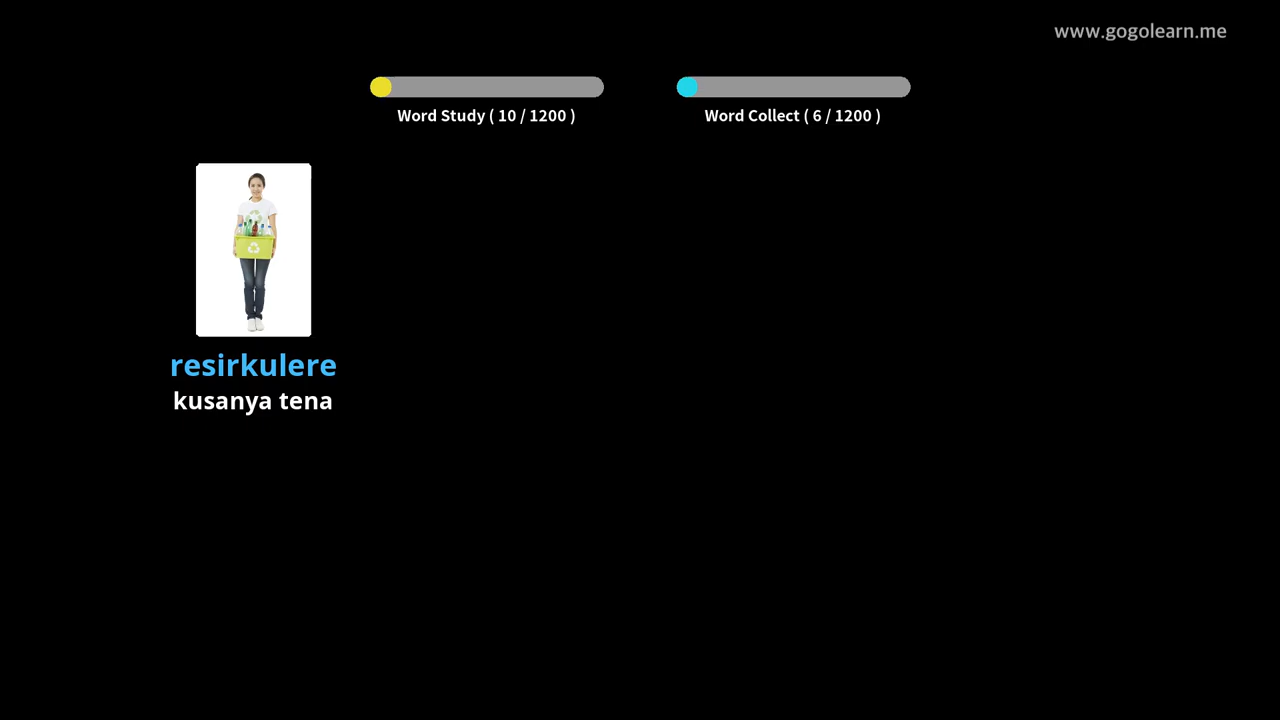 www.gogolearn.me
Word Study ( 10 / 1200 )
Word Collect ( 6 / 1200 )
resirkulere
kusanya tena